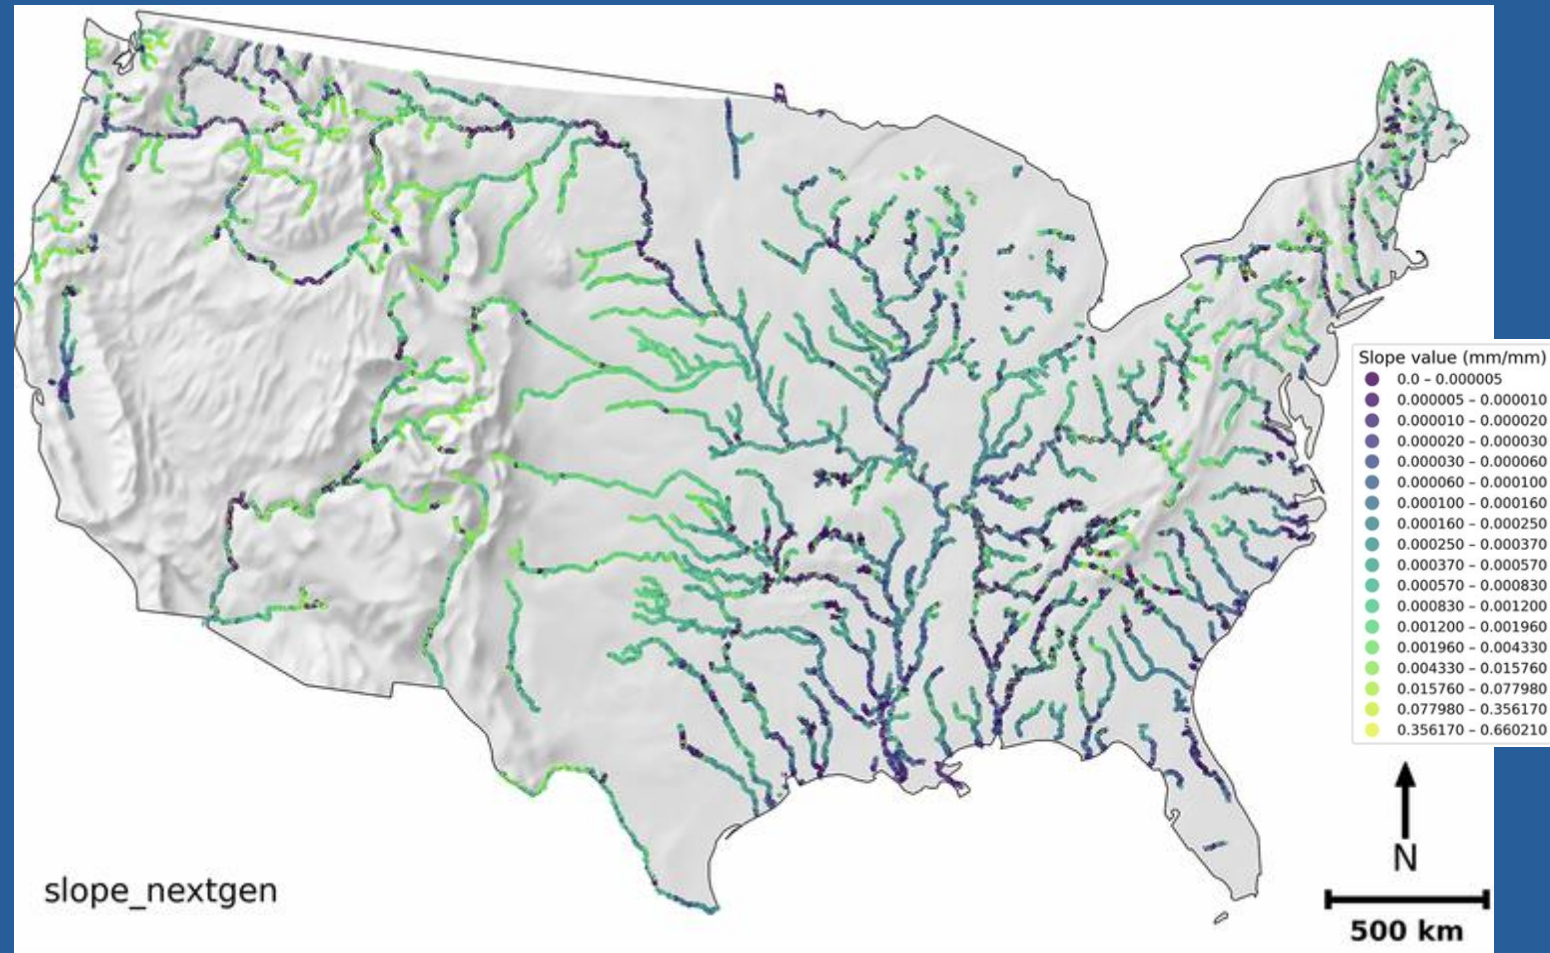 Slope value (mm/mm)
0.0 – 0.000005
0.000005 – 0.000010
0.000010 – 0.000020
0.000020 – 0.000030
0.000030 – 0.000060
0.000060 – 0.000100
0.000100 – 0.000160
0.000160 – 0.000250
0.000250 – 0.000370
0.000370 – 0.000570
0.000570 – 0.000830
0.000830 – 0.001200
0.001200 – 0.001960
0.001960 – 0.004330
0.004330 – 0.015760
0.015760 – 0.077980
0.077980 – 0.356170
0.356170 – 0.660210
N
slope_nextgen
500 km